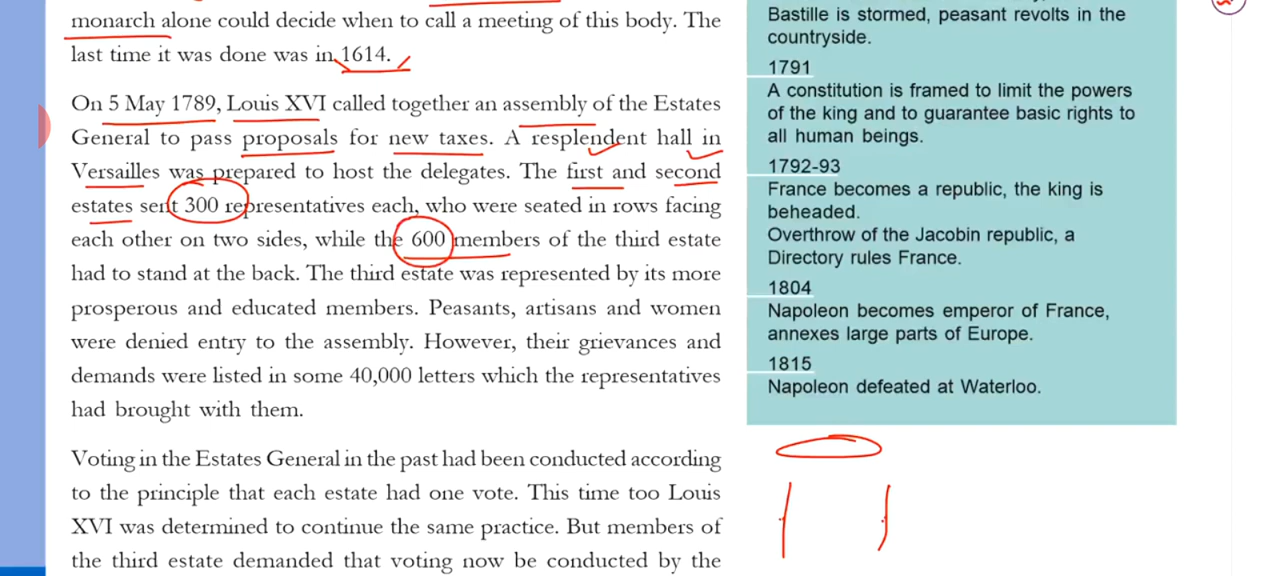 monarch alone could decide when to call a meeting of this body. The
last time it was done was in 1614.
On 5 May 1789, Louis XVI called together an assembly of the Estates
General to pass proposals for new taxes. A resplendent hall in
Versailles was prepared to host the delegates. The first and second
estates sent 300 representatives each, who were seated in rows facing
each other on two sides, while the 600 members of the third estate
had to stand at the back. The third estate was represented by its more
prosperous and educated members. Peasants, artisans and women
were denied entry to the assembly. However, their grievances and
demands were listed in some 40,000 letters which the representatives
had brought with them.
Voting in the Estates General in the past had been conducted according
to the principle that each estate had one vote. This time too Louis
XVI was determined to continue the same practice. But members of
the third estate demanded that voting now be conducted by the
Bastille is stormed, peasant revolts in the
countryside.
1791
A constitution is framed to limit the powers
of the king and to guarantee basic rights to
all human beings.
1792-93
France becomes a republic, the king is
beheaded.
Overthrow of the Jacobin republic, a
Directory rules France.
1804
Napoleon becomes emperor of France,
annexes large parts of Europe.
1815
Napoleon defeated at Waterloo.